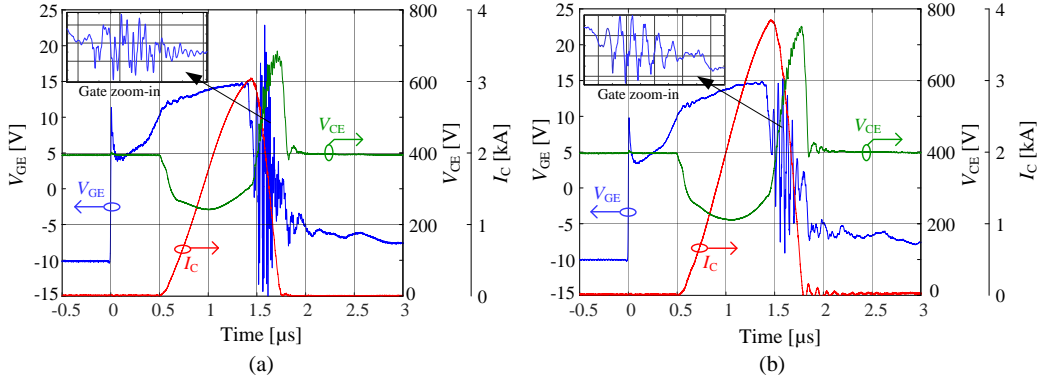 25 800 4
20
15 600 3
10
5 400 2
0
-5 200 1
-10
-15 0 0
-0.5 0 0.5 1 1.5 2 2.5 3
V_GE [V]
V_CE [V]
I_C [kA]
Time [µs]
Gate zoom-in
V_CE
V_GE
I_C
(a)
25 800 4
20
15 600 3
10
5 400 2
0
-5 200 1
-10
-15 0 0
-0.5 0 0.5 1 1.5 2 2.5 3
V_GE [V]
V_CE [V]
I_C [kA]
Time [µs]
Gate zoom-in
V_CE
V_GE
I_C
(b)